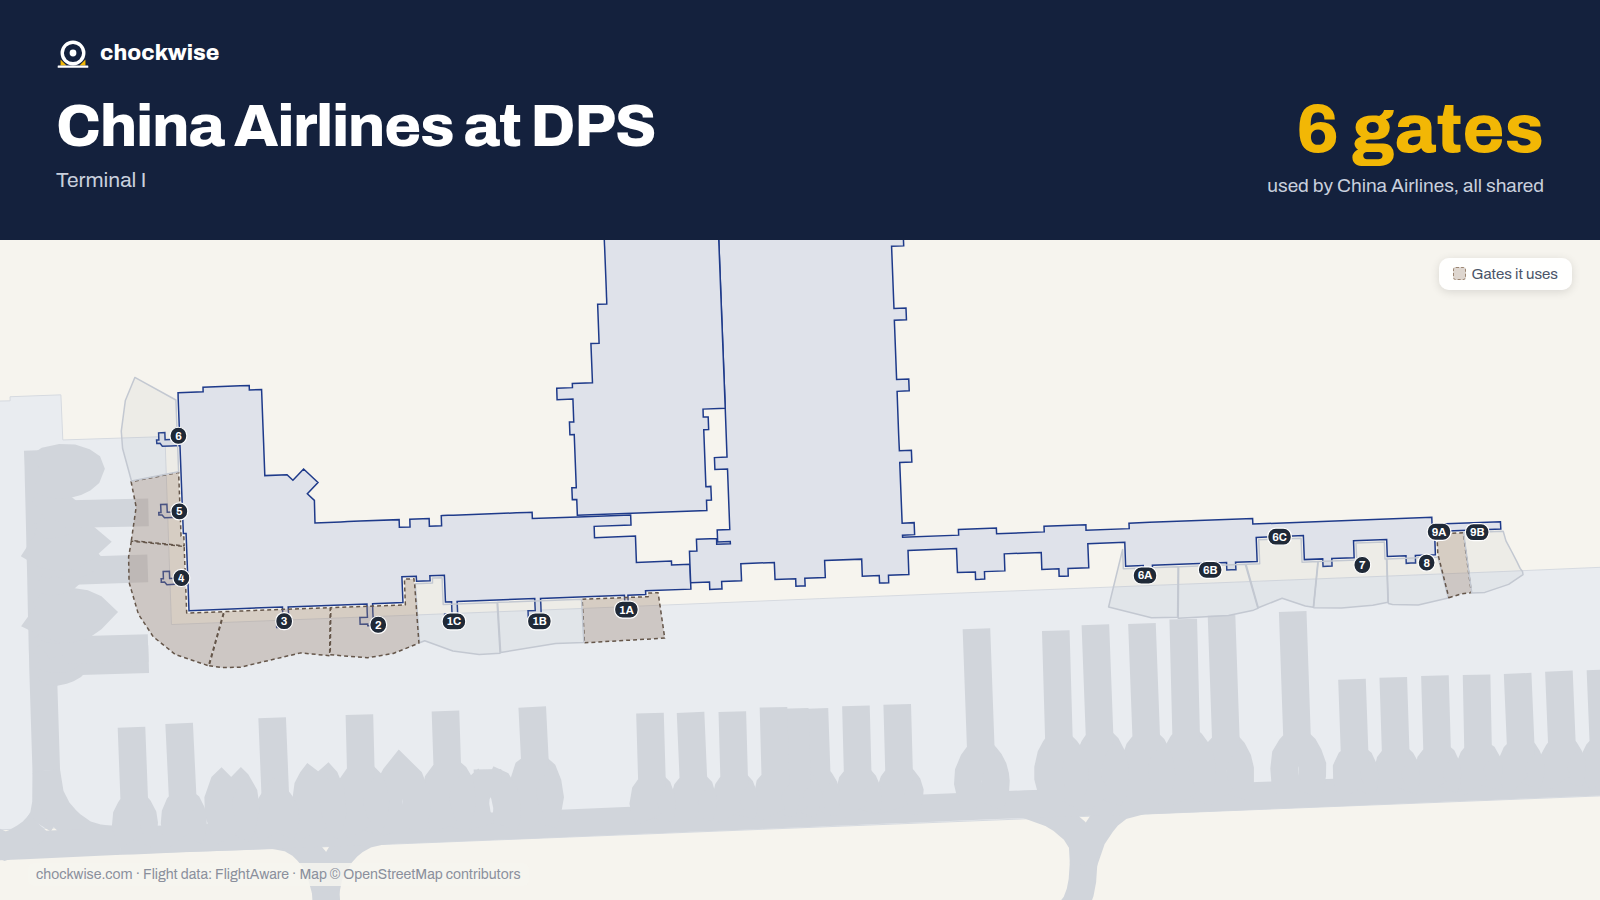 chockwise
China Airlines at DPS
Terminal I
6 gates
used by China Airlines, all shared
Gates it uses
6
5
4
3
2
1C
1B
1A
6A
6B
6C
7
8
9A
9B
chockwise.com · Flight data: FlightAware · Map © OpenStreetMap contributors